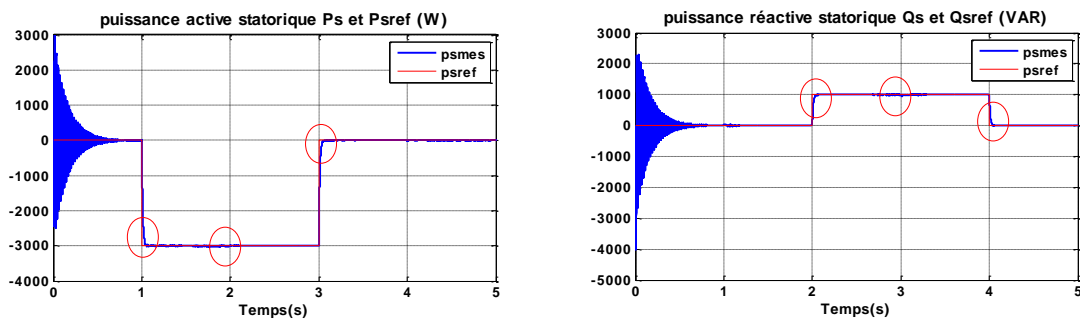 puissance active statorique Ps et Psref (W)
3000
2000
1000
0
-1000
-2000
-3000
-4000
0 1 2 3 4 5
Temps(s)
psmes
psref
puissance réactive statorique Qs et Qsref (VAR)
3000
2000
1000
0
-1000
-2000
-3000
-4000
-5000
0 1 2 3 4 5
Temps(s)
psmes
psref